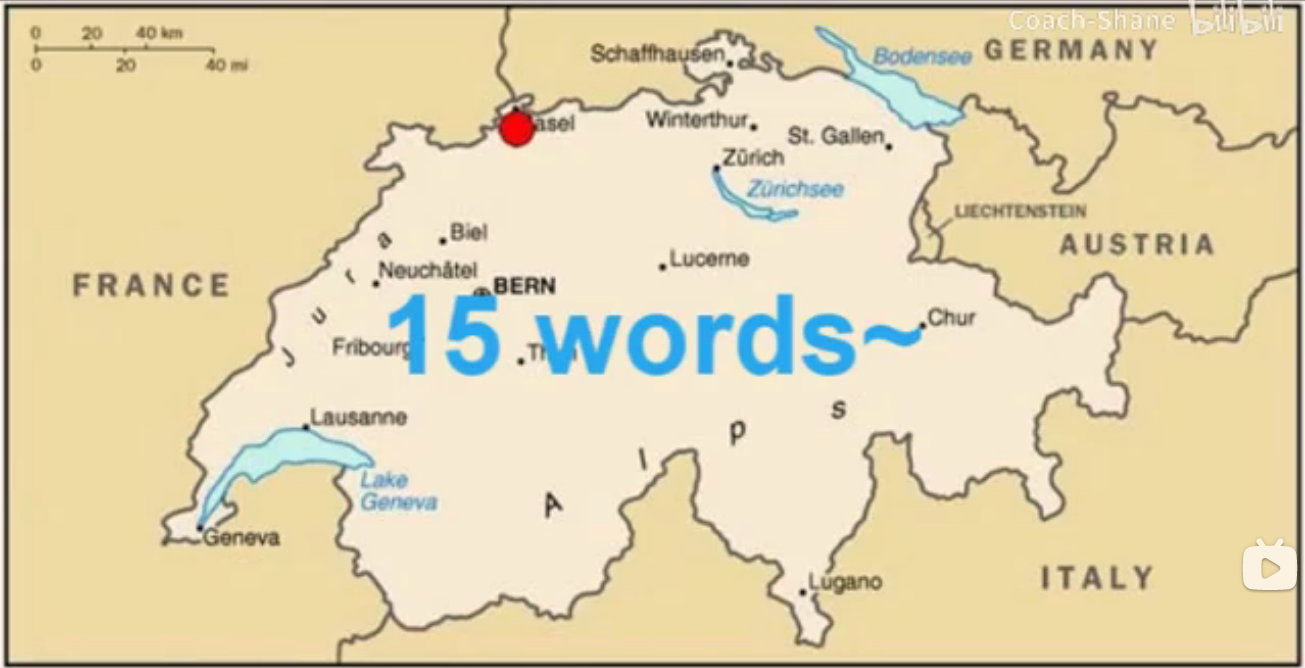 Coach-Shane bilibili
0 20 40 km
0 20 40 mi
Schaffhausen
Bodensee
GERMANY
asel
Winterthur
St. Gallen
Zürich
Zürichsee
LIECHTENSTEIN
AUSTRIA
Biel
Jura
Neuchâtel
Lucerne
FRANCE
BERN
15 words~
Chur
Fribourg
Th n
Lausanne
Alps
Lake
Geneva
Geneva
Lugano
ITALY